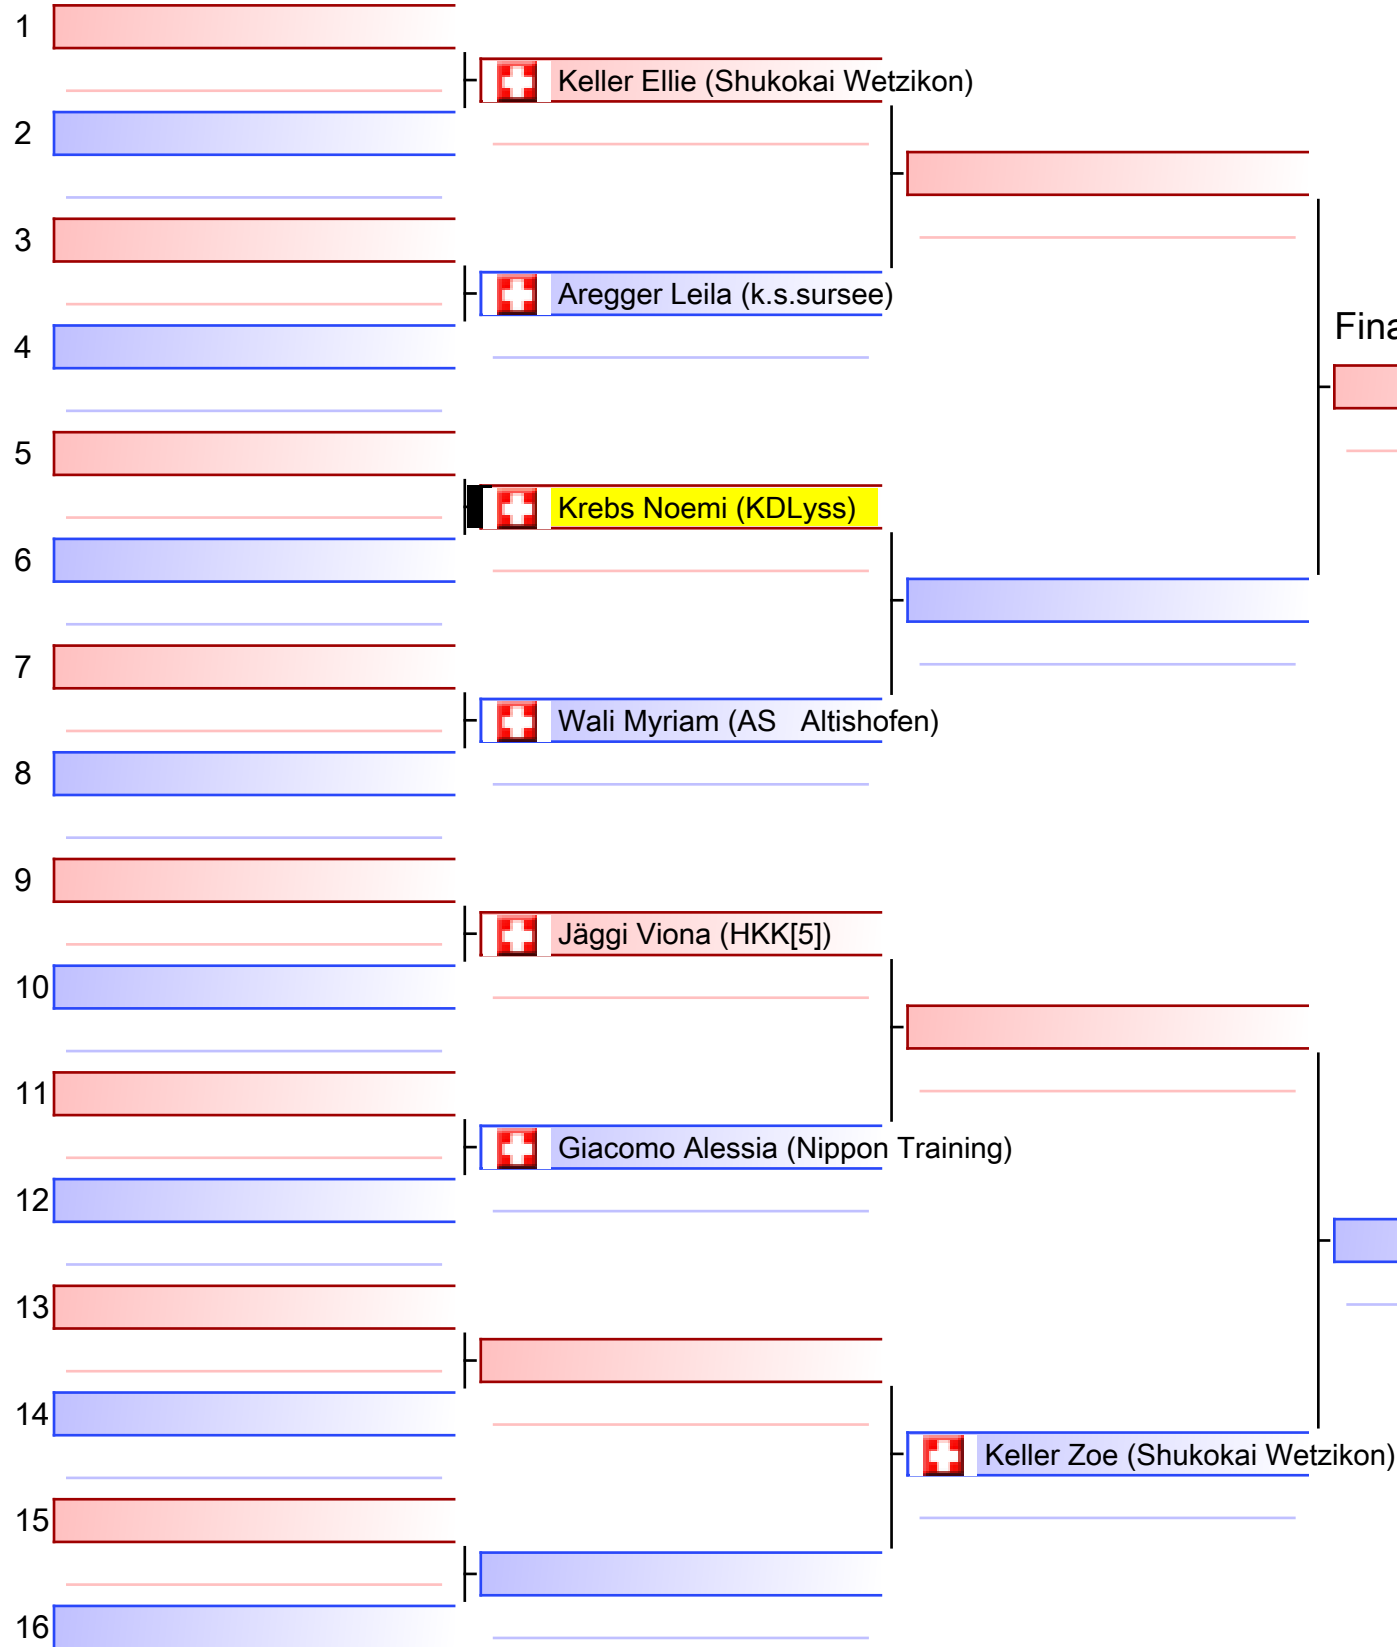 1
Keller Ellie (Shukokai Wetzikon)
2
3
Aregger Leila (k.s.sursee)
Fina
4
5
Krebs Noemi (KDLyss)
6
7
Wali Myriam (AS Altishofen)
8
9
Jäggi Viona (HKK[5])
10
11
Giacomo Alessia (Nippon Training)
12
13
14
Keller Zoe (Shukokai Wetzikon)
15
16